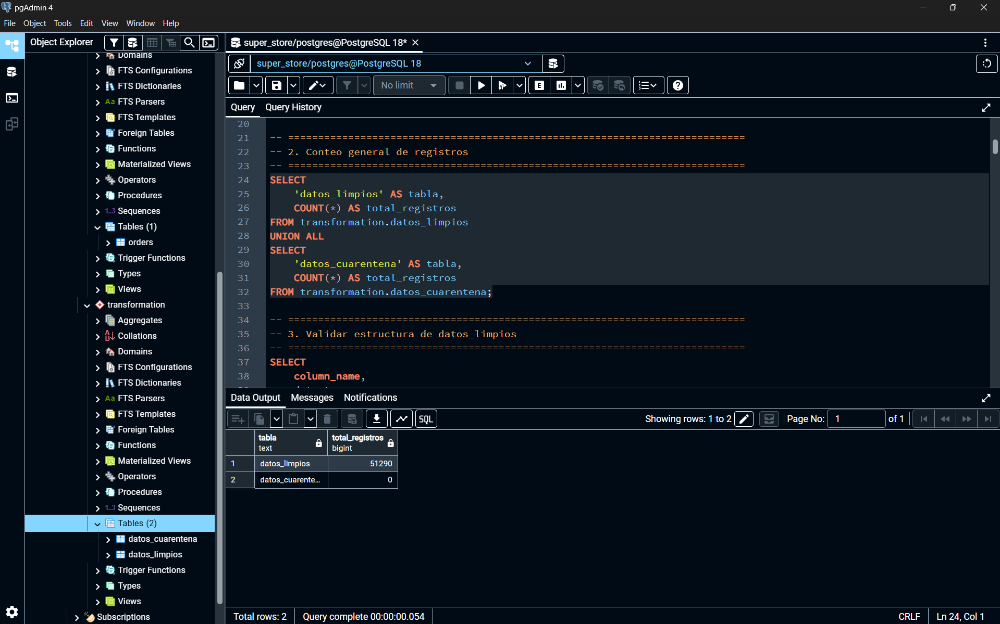 pgAdmin 4
File Object Tools Edit View Window Help
Object Explorer
super_store/postgres@PostgreSQL 18*
super_store/postgres@PostgreSQL 18
No limit
E
Query Query History
Domains
FTS Configurations
FTS Dictionaries
Aa FTS Parsers
FTS Templates
Foreign Tables
Functions
Materialized Views
Operators
Procedures
1..3 Sequences
Tables (1)
orders
Trigger Functions
Types
Views
transformation
Aggregates
Collations
Domains
FTS Configurations
FTS Dictionaries
Aa FTS Parsers
FTS Templates
Foreign Tables
Functions
Materialized Views
Operators
Procedures
1..3 Sequences
Tables (2)
datos_cuarentena
datos_limpios
Trigger Functions
Types
Views
Subscriptions
20
21 -- ============================================================================
22 -- 2. Conteo general de registros
23 -- ============================================================================
24 SELECT
25 'datos_limpios' AS tabla,
26 COUNT(*) AS total_registros
27 FROM transformation.datos_limpios
28 UNION ALL
29 SELECT
30 'datos_cuarentena' AS tabla,
31 COUNT(*) AS total_registros
32 FROM transformation.datos_cuarentena;
33
34 -- ============================================================================
35 -- 3. Validar estructura de datos_limpios
36 -- ============================================================================
37 SELECT
38 column_name,
Data Output Messages Notifications
SQL
Showing rows: 1 to 2
Page No: 1 of 1
tabla text total_registros bigint
1 datos_limpios 51290
2 datos_cuarente... 0
Total rows: 2 Query complete 00:00:00.054 CRLF Ln 24, Col 1